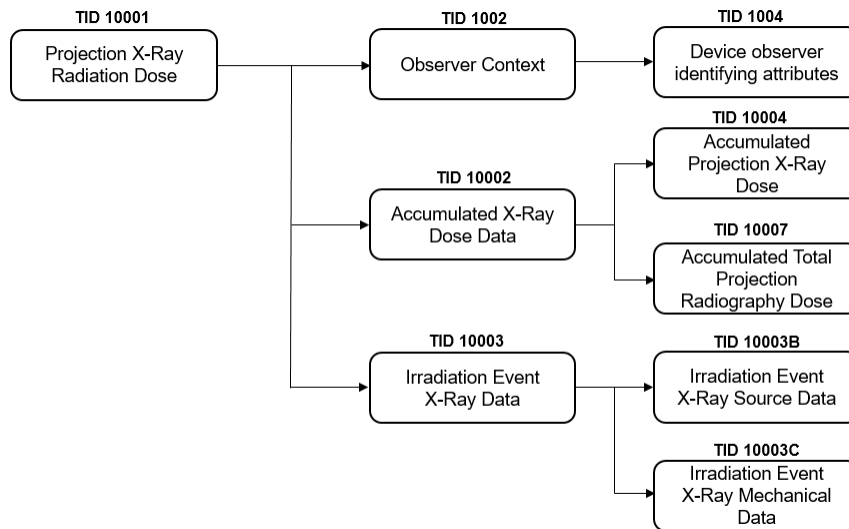 TID 10001
Projection X-Ray
Radiation Dose
TID 1002
Observer Context
TID 1004
Device observer
identifying attributes
TID 10002
Accumulated X-Ray
Dose Data
TID 10004
Accumulated
Projection X-Ray
Dose
TID 10007
Accumulated Total
Projection
Radiography Dose
TID 10003
Irradiation Event
X-Ray Data
TID 10003B
Irradiation Event
X-Ray Source Data
TID 10003C
Irradiation Event
X-Ray Mechanical
Data